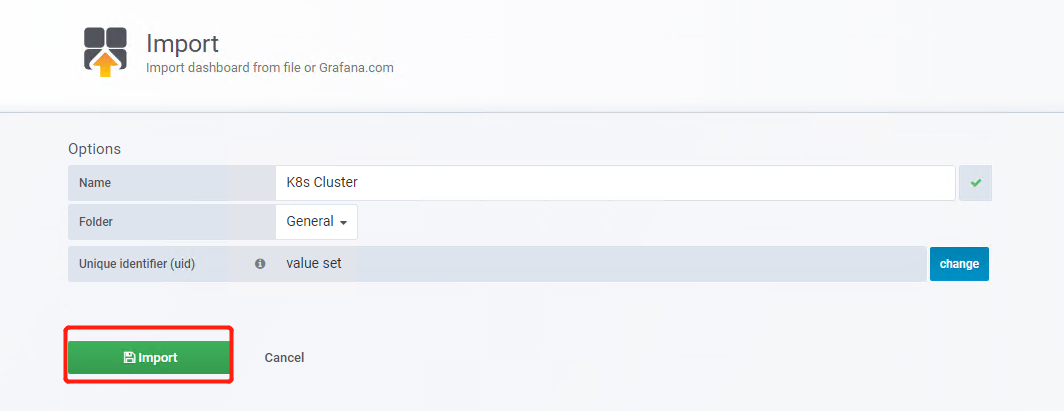 Import
Import dashboard from file or Grafana.com
Options
Name K8s Cluster
Folder General
Unique identifier (uid) value set change
Import Cancel